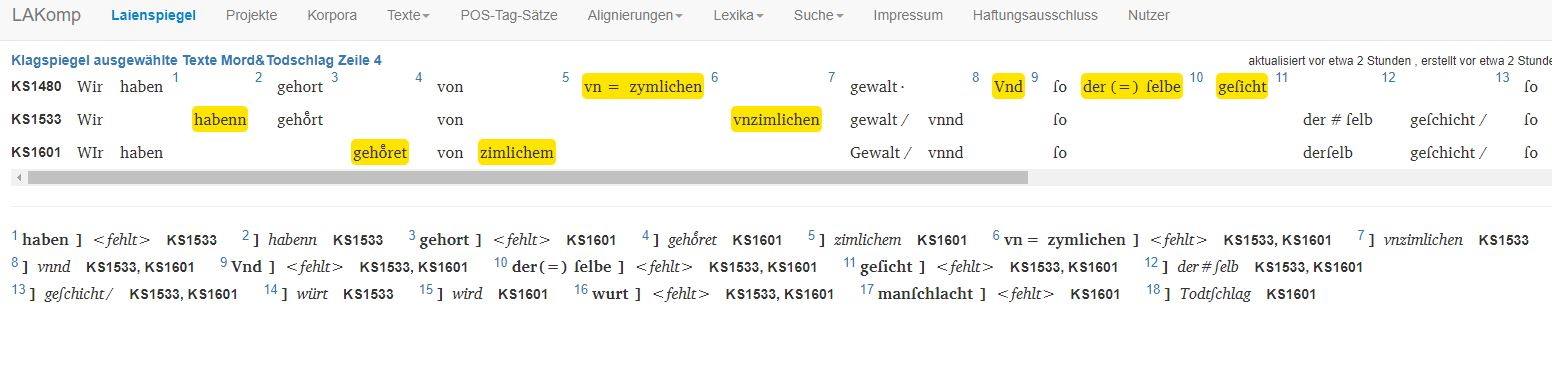 LAKomp Laienspiegel Projekte Korpora Texte POS-Tag-Sätze Alignierungen Lexika Suche Impressum Haftungsausschluss Nutzer
Klagspiegel ausgewählte Texte Mord&Todschlag Zeile 4 aktualisiert vor etwa 2 Stunden , erstellt vor etwa 2 Stunde
KS1480 Wir haben 1 2 gehort 3 4 von 5 vn = zymlichen 6 7 gewalt · 8 Vnd 9 ſo der (=) ſelbe 10 geſicht 11 12 13 ſo
KS1533 Wir habenn gehoͤrt von vnzimlichen gewalt / vnnd ſo der # ſelb geſchicht / ſo
KS1601 WIr haben gehoͤret von zimlichem Gewalt / vnnd ſo derſelb geſchicht / ſo
1 haben ] <fehlt> KS1533 2 ] habenn KS1533 3 gehort ] <fehlt> KS1601 4 ] gehoͤret KS1601 5 ] zimlichem KS1601 6 vn = zymlichen ] <fehlt> KS1533, KS1601 7 ] vnzimlichen KS1533
8 ] vnnd KS1533, KS1601 9 Vnd ] <fehlt> KS1533, KS1601 10 der(=) ſelbe ] <fehlt> KS1533, KS1601 11 geſicht ] <fehlt> KS1533, KS1601 12 ] der#ſelb KS1533, KS1601
13 ] geſchicht/ KS1533, KS1601 14 ] würt KS1533 15 ] wird KS1601 16 wurt ] <fehlt> KS1533, KS1601 17 manſchlacht ] <fehlt> KS1601 18 ] Todtſchlag KS1601